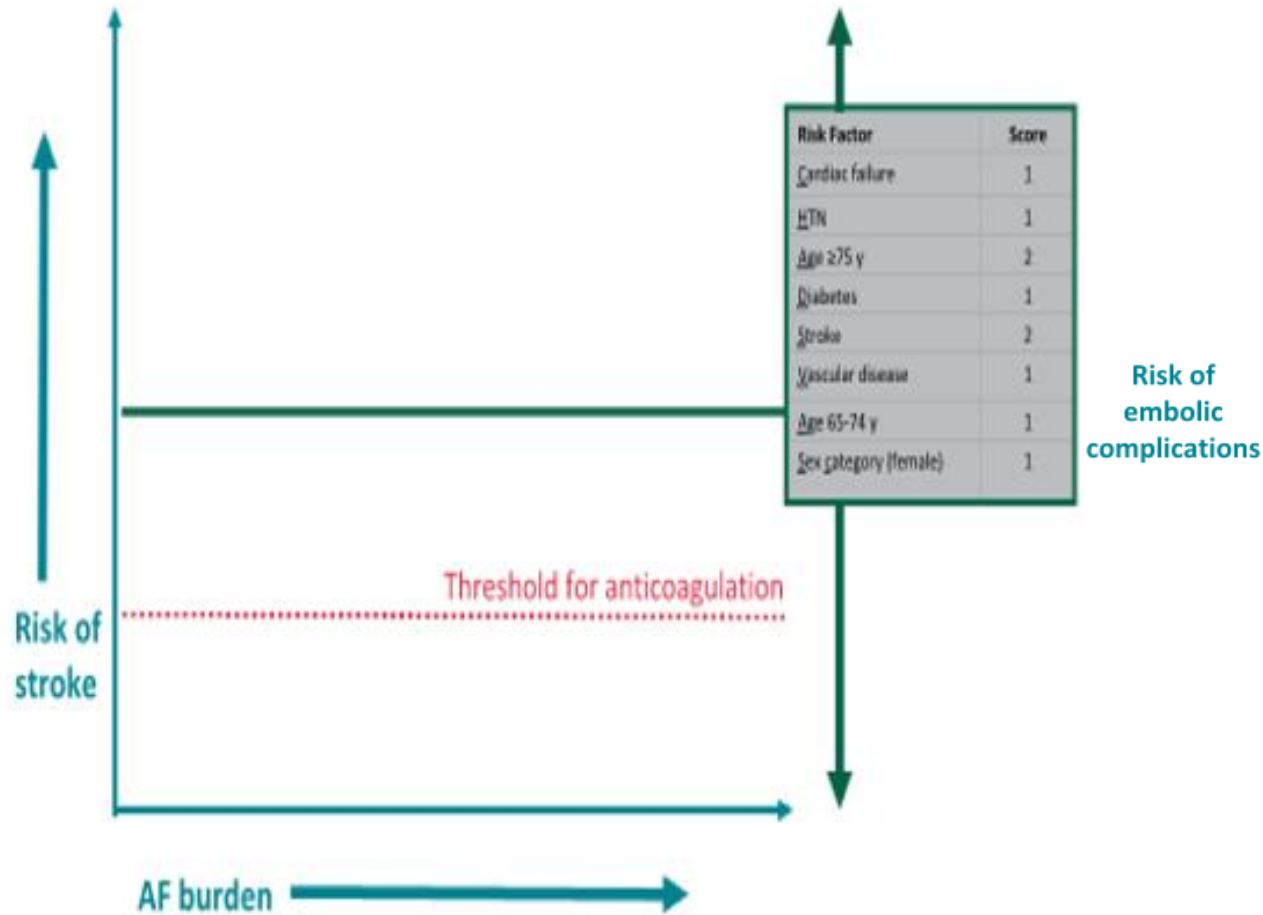 Risk Factor Score
Cardiac failure 1
HTN 1
Age ≥75 y 2
Diabetes 1
Stroke 2
Vascular disease 1
Age 65-74 y 1
Sex category (female) 1
Risk of
embolic
complications
Threshold for anticoagulation
Risk of
stroke
AF burden